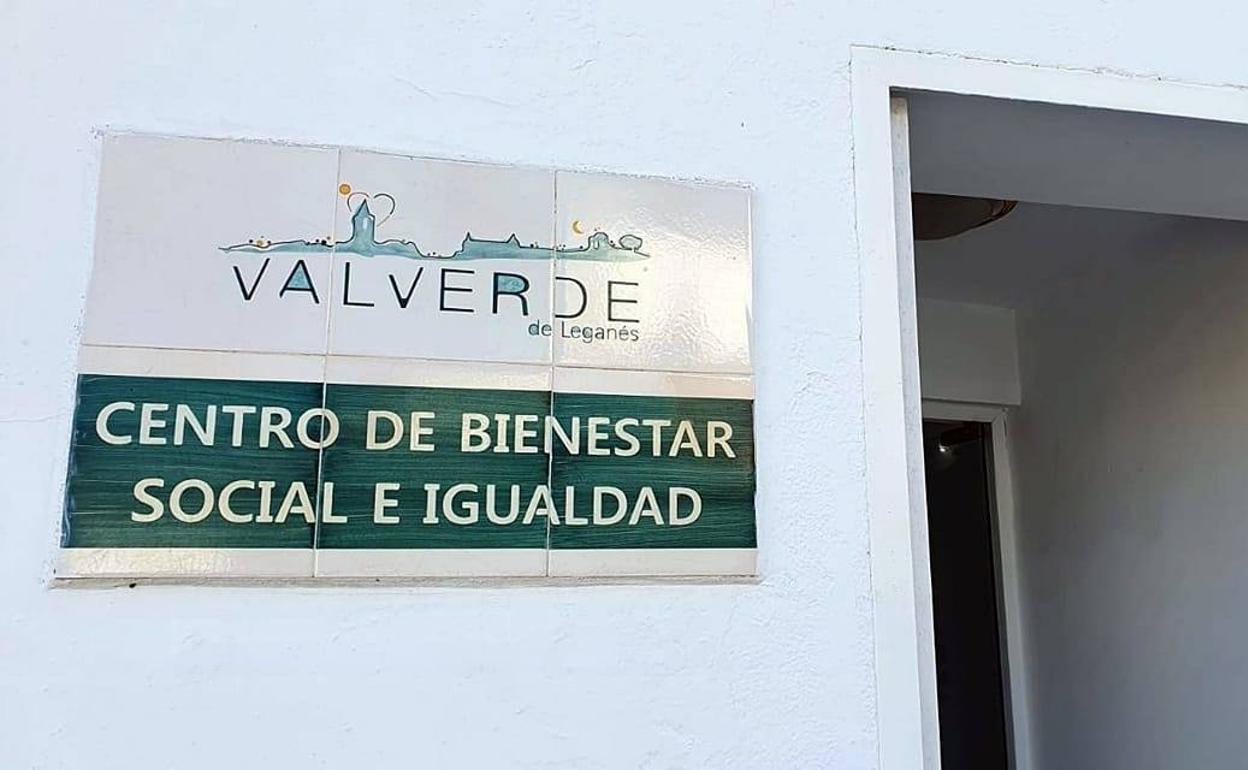 VALVERDE
de Leganés
CENTRO DE BIENESTAR
SOCIAL E IGUALDAD